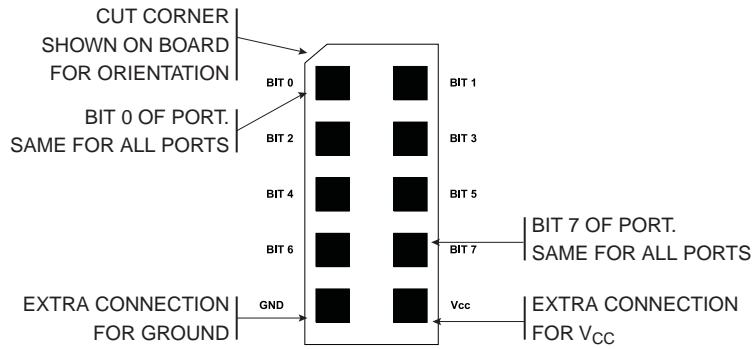 CUT CORNER
SHOWN ON BOARD
FOR ORIENTATION
BIT 0
BIT 1
BIT 0 OF PORT.
SAME FOR ALL PORTS
BIT 2
BIT 3
BIT 4
BIT 5
BIT 7 OF PORT.
SAME FOR ALL PORTS
BIT 6
BIT 7
EXTRA CONNECTION
FOR GROUND
GND
Vcc
EXTRA CONNECTION
FOR VCC